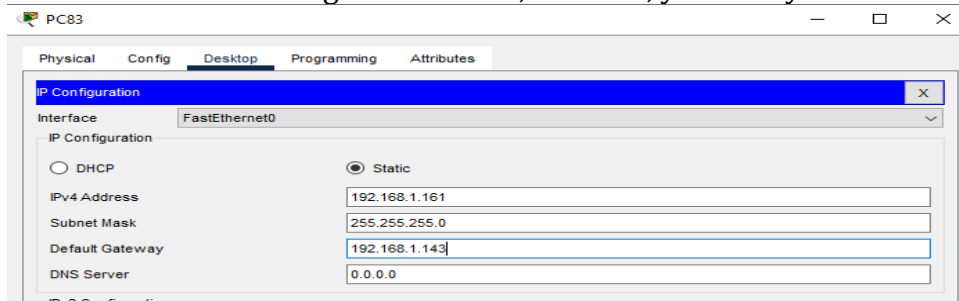 PC83
Physical Config Desktop Programming Attributes
IP Configuration X
Interface FastEthernet0
IP Configuration
DHCP Static
IPv4 Address 192.168.1.161
Subnet Mask 255.255.255.0
Default Gateway 192.168.1.143
DNS Server 0.0.0.0